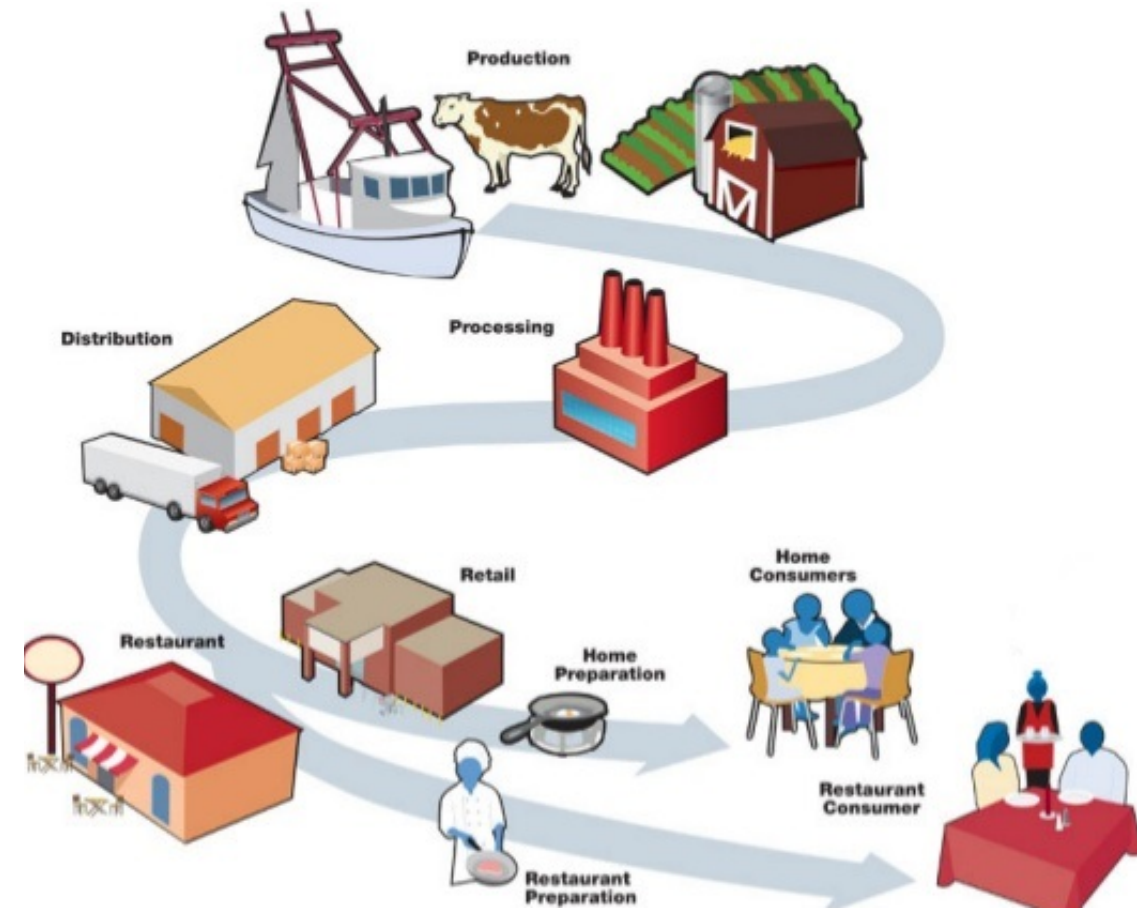 Production
Processing
Distribution
Retail
Home
Consumers
Restaurant
Home
Preparation
Restaurant
Consumer
Restaurant
Preparation